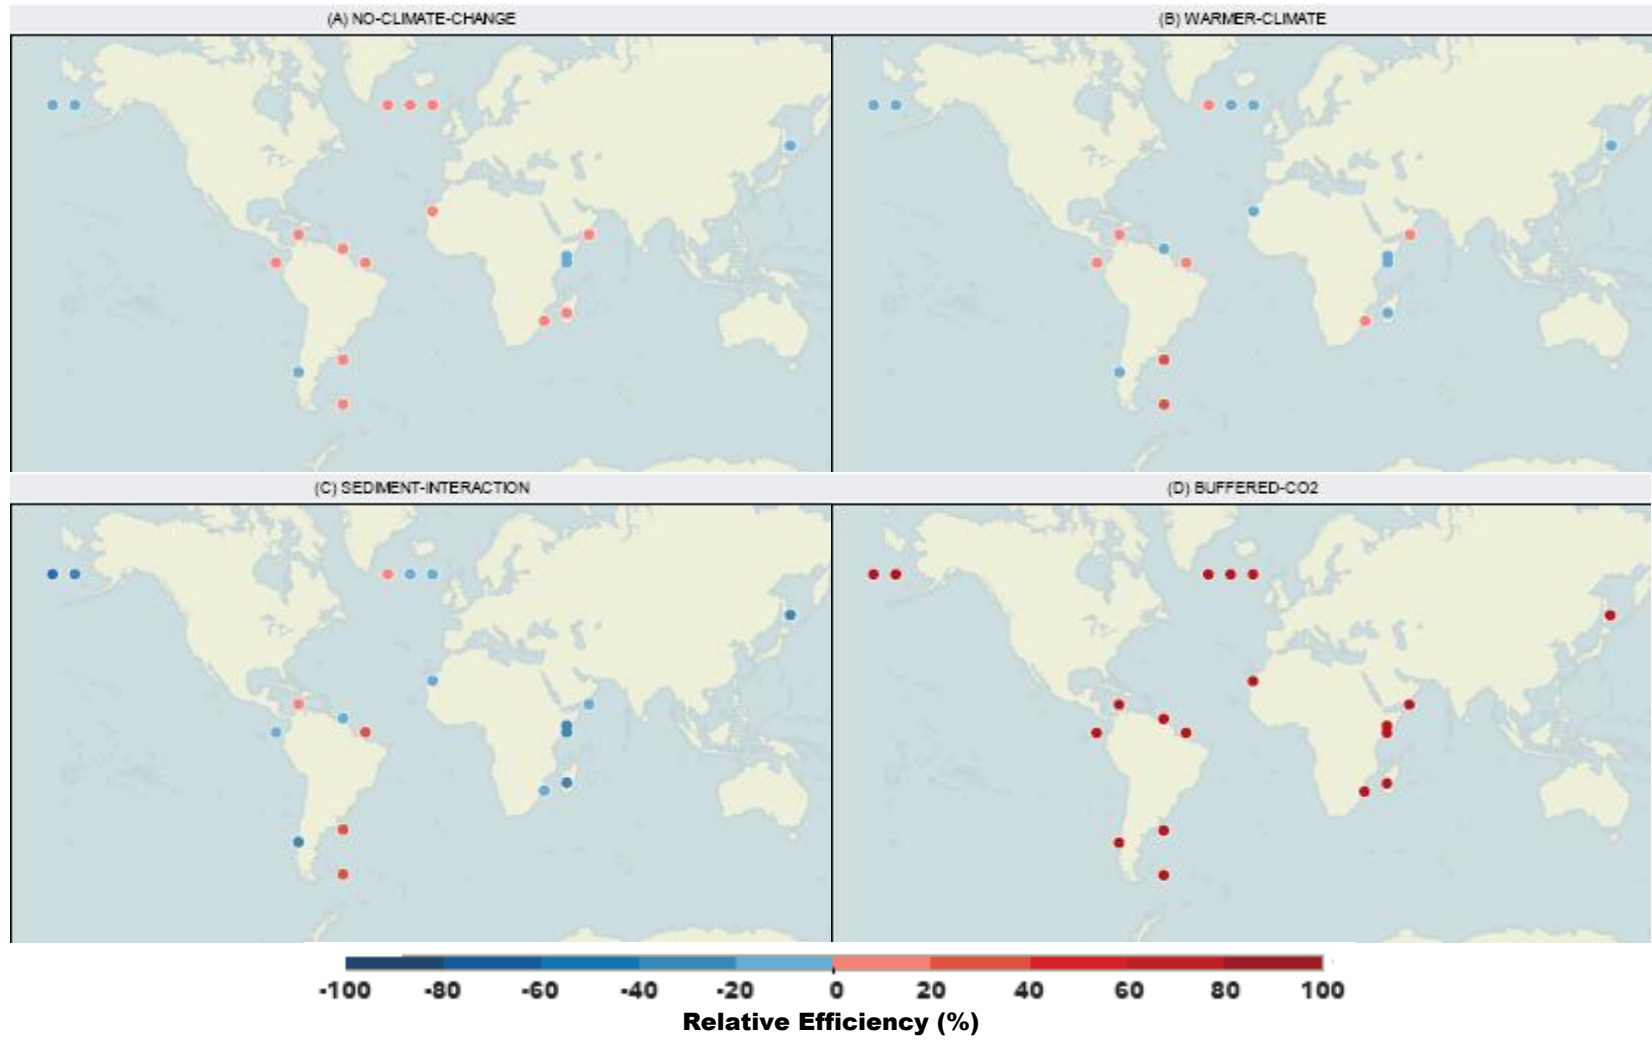 (A) NO-CLIMATE-CHANGE
(B) WARMER-CLIMATE
(C) SEDIMENT-INTERACTION
(D) BUFFERED-CO2
-100 -80 -60 -40 -20 0 20 40 60 80 100
Relative Efficiency (%)